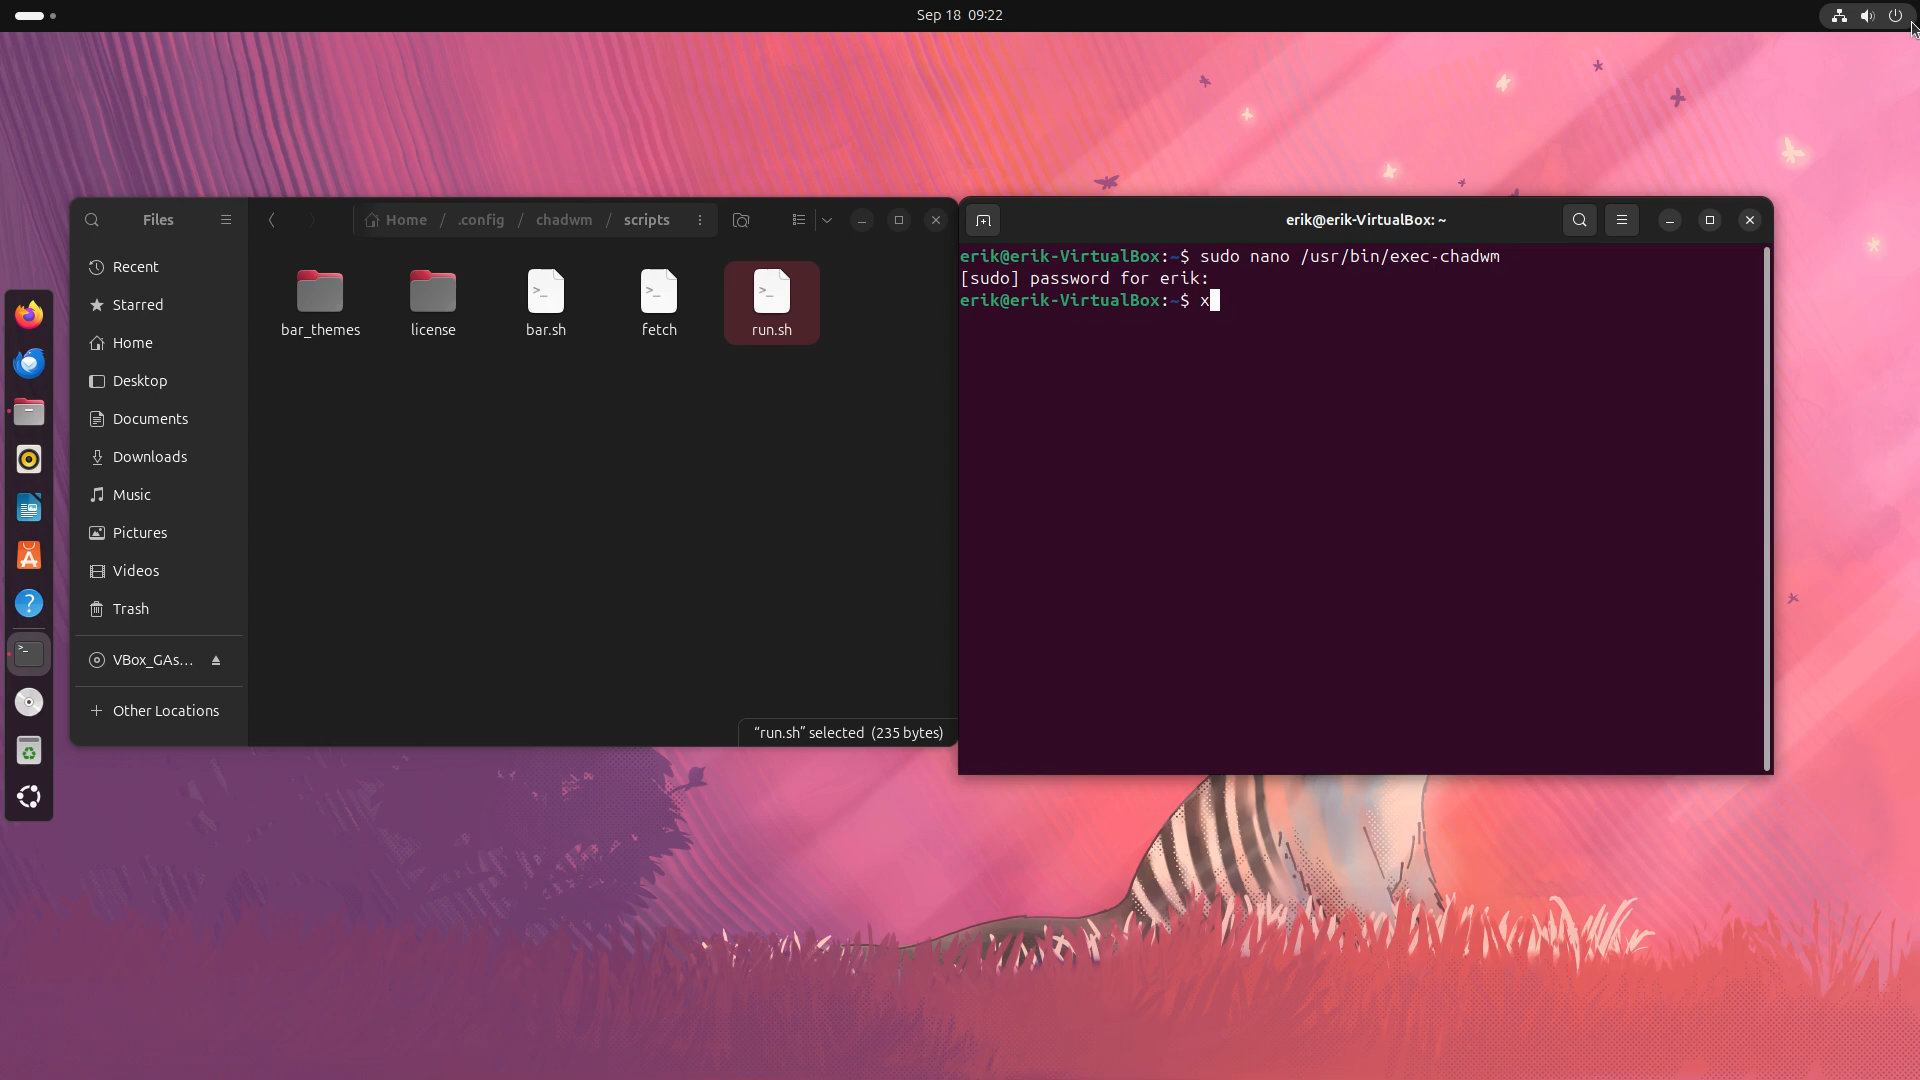 Sep 18 09:22
Files
Home / .config / chadwm / scripts
Recent
Starred
Home
Desktop
Documents
Downloads
Music
Pictures
Videos
Trash
VBox_GAs...
Other Locations
bar_themes
license
bar.sh
fetch
run.sh
“run.sh” selected (235 bytes)
erik@erik-VirtualBox: ~
erik@erik-VirtualBox:~$ sudo nano /usr/bin/exec-chadwm
[sudo] password for erik:
erik@erik-VirtualBox:~$ x